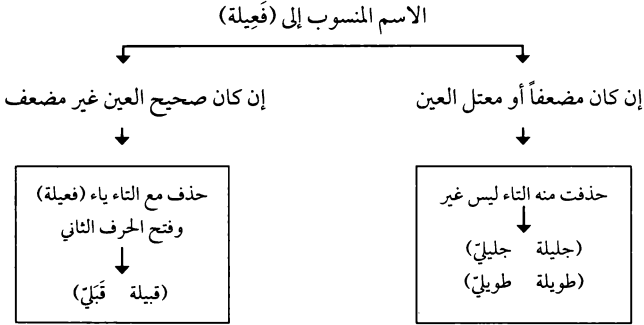 الاسم المنسوب إلى (فَعِيلة)
إن كان مضعفاً أو معتل العين
إن كان صحيح العين غير مضعف
حذفت منه التاء ليس غير
(جليلة جليليّ)
(طويلة طويليّ)
حذف مع التاء ياء (فعيلة)
وفتح الحرف الثاني
(قبيلة قَبَليّ)